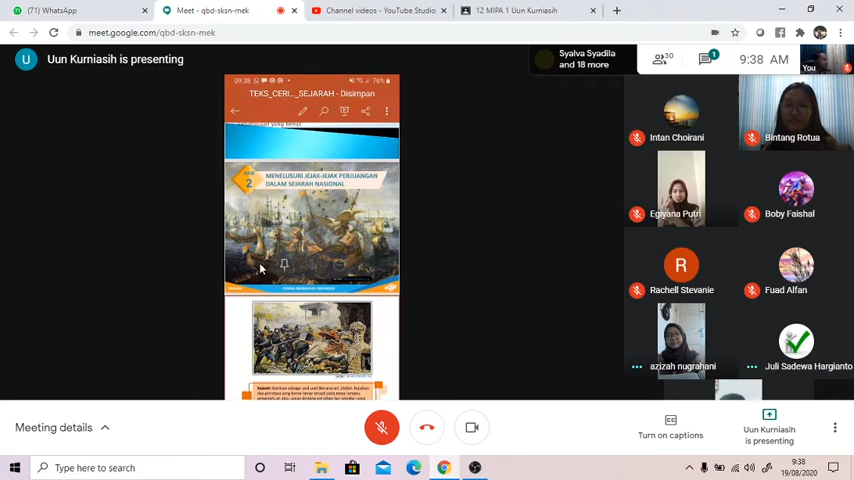 (71) WhatsApp
Meet - qbd-sksn-mek
Channel videos - YouTube Studio
12 MIPA 1 Uun Kurniasih
meet.google.com/qbd-sksn-mek
U
Uun Kurniasih is presenting
Syalva Syadila
and 18 more
30
1
9:38 AM
You
09.38
76%
TEKS_CERI..._SEJARAH - Disimpan
BAB
2
MENELUSURI JEJAK-JEJAK PERJUANGAN
DALAM SEJARAH NASIONAL
Sejarah
Intan Choirani
Bintang Rotua
Egiyana Putri
Boby Faishal
R
Rachell Stevanie
Fuad Alfan
azizah nugrahani
Juli Sadewa Hargianto
Meeting details
Turn on captions
Uun Kurniasih
is presenting
Type here to search
9:38
19/08/2020